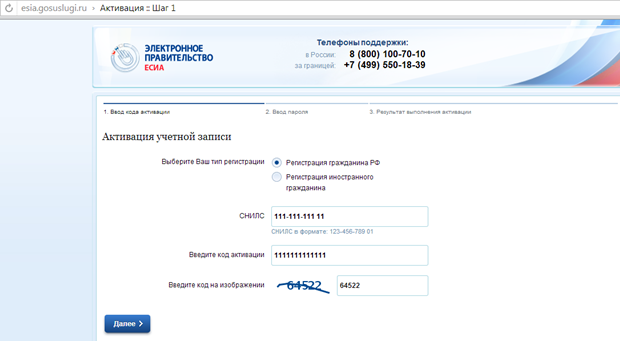 esia.gosuslugi.ru › Активация :: Шаг 1
ЭЛЕКТРОННОЕ
ПРАВИТЕЛЬСТВО
ЕСИА
Телефоны поддержки:
в России: 8 (800) 100-70-10
за границей: +7 (499) 550-18-39
1. Ввод кода активации 2. Ввод пароля 3. Результат выполнения активации
Активация учетной записи
Выберите Ваш тип регистрации Регистрация гражданина РФ
Регистрация иностранного
гражданина
СНИЛС 111-111-111 11
СНИЛС в формате: 123-456-789 01
Введите код активации 1111111111111
Введите код на изображении 64522 64522
Далее